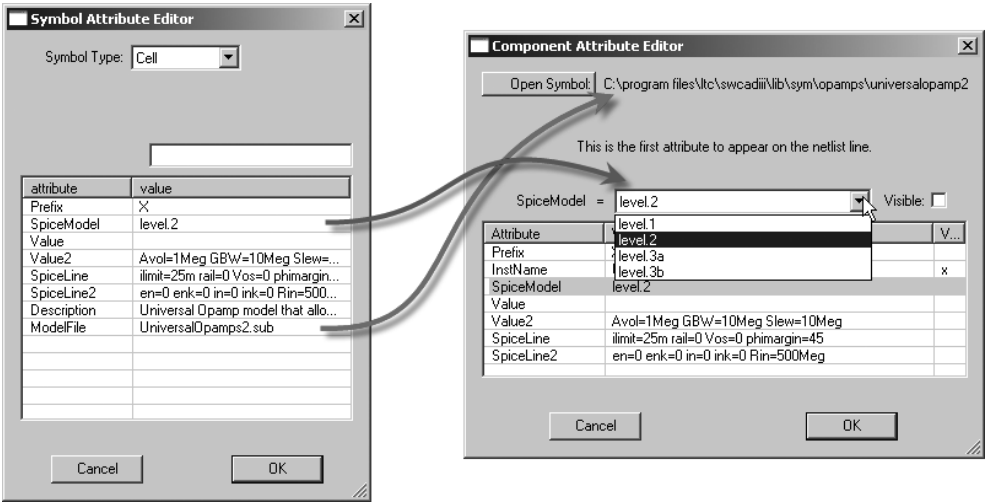 Symbol Attribute Editor
Symbol Type: Cell
attribute value
Prefix X
SpiceModel level.2
Value
Value2 Avol=1Meg GBW=10Meg Slew=...
SpiceLine ilimit=25m rail=0 Vos=0 phimargin...
SpiceLine2 en=0 enk=0 in=0 ink=0 Rin=500...
Description Universal Opamp model that allo...
ModelFile UniversalOpamps2.sub
Cancel OK
Component Attribute Editor
Open Symbol: C:\program files\ltc\swcadiii\lib\sym\opamps\universalopamp2
This is the first attribute to appear on the netlist line.
SpiceModel = level.2 Visible:
level.1
level.2
level.3a
level.3b
Attribute V...
Prefix
InstName x
SpiceModel level.2
Value
Value2 Avol=1Meg GBW=10Meg Slew=10Meg
SpiceLine ilimit=25m rail=0 Vos=0 phimargin=45
SpiceLine2 en=0 enk=0 in=0 ink=0 Rin=500Meg
Cancel OK